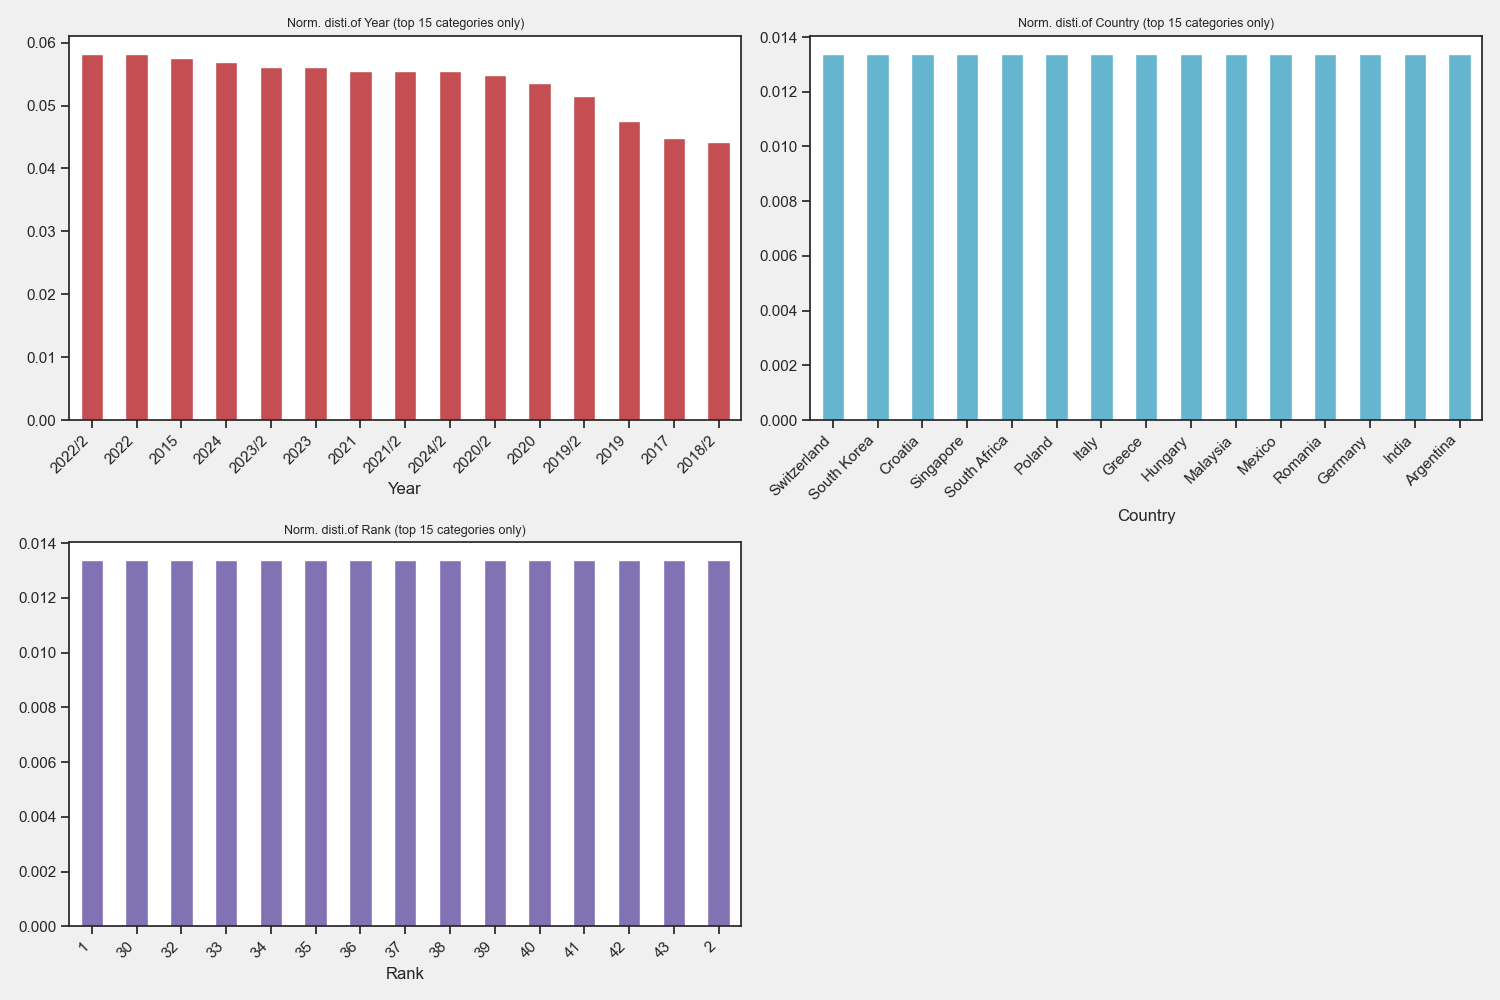 Norm. disti.of Year (top 15 categories only)
0.06
0.05
0.04
0.03
0.02
0.01
0.00
2022/2
2022
2015
2024
2023/2
2023
2021
2021/2
2024/2
2020/2
2020
2019/2
2019
2017
2018/2
Year
Norm. disti.of Country (top 15 categories only)
0.014
0.012
0.010
0.008
0.006
0.004
0.002
0.000
Switzerland
South Korea
Croatia
Singapore
South Africa
Poland
Italy
Greece
Hungary
Malaysia
Mexico
Romania
Germany
India
Argentina
Country
Norm. disti.of Rank (top 15 categories only)
0.014
0.012
0.010
0.008
0.006
0.004
0.002
0.000
1
30
32
33
34
35
36
37
38
39
40
41
42
43
2
Rank